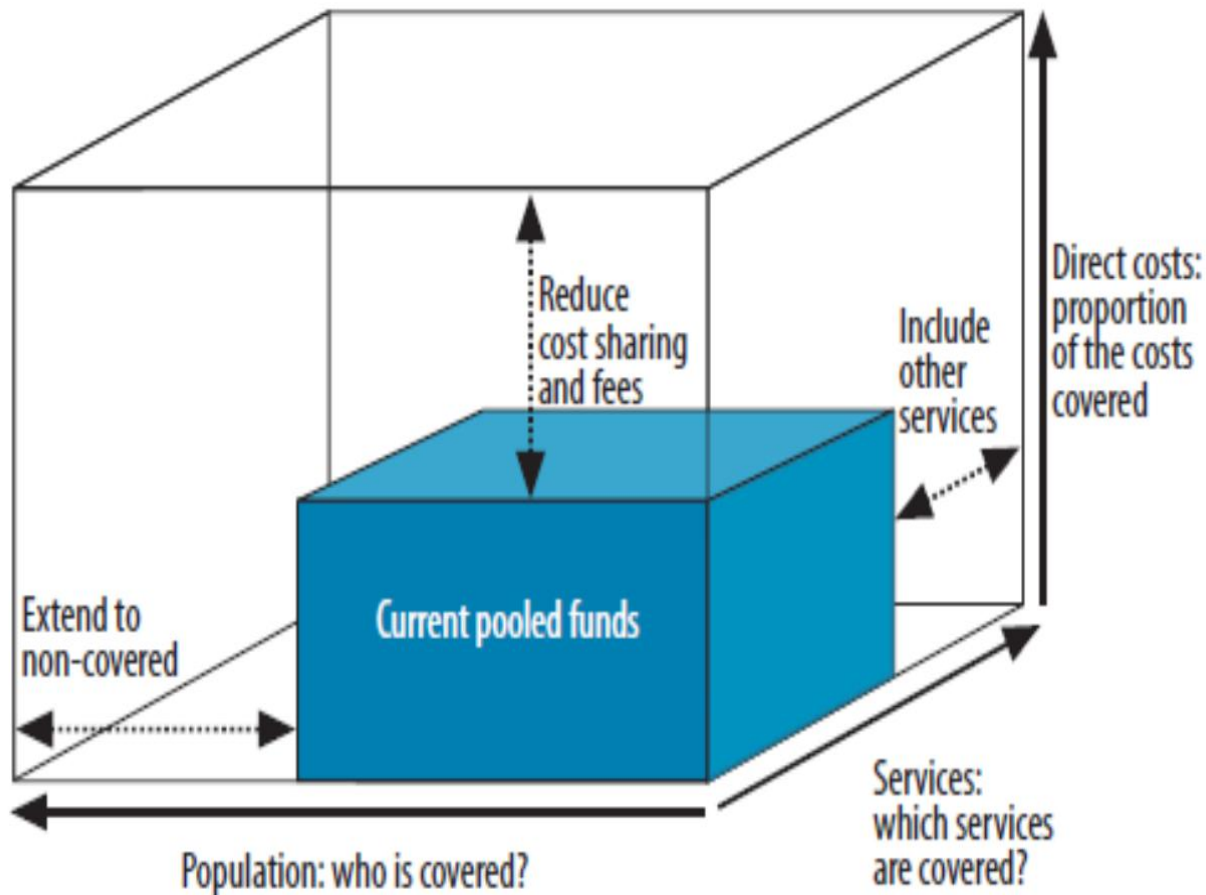 Reduce
cost sharing
and fees
Include
other
services
Direct costs:
proportion
of the costs
covered
Extend to
non-covered
Current pooled funds
Population: who is covered?
Services:
which services
are covered?